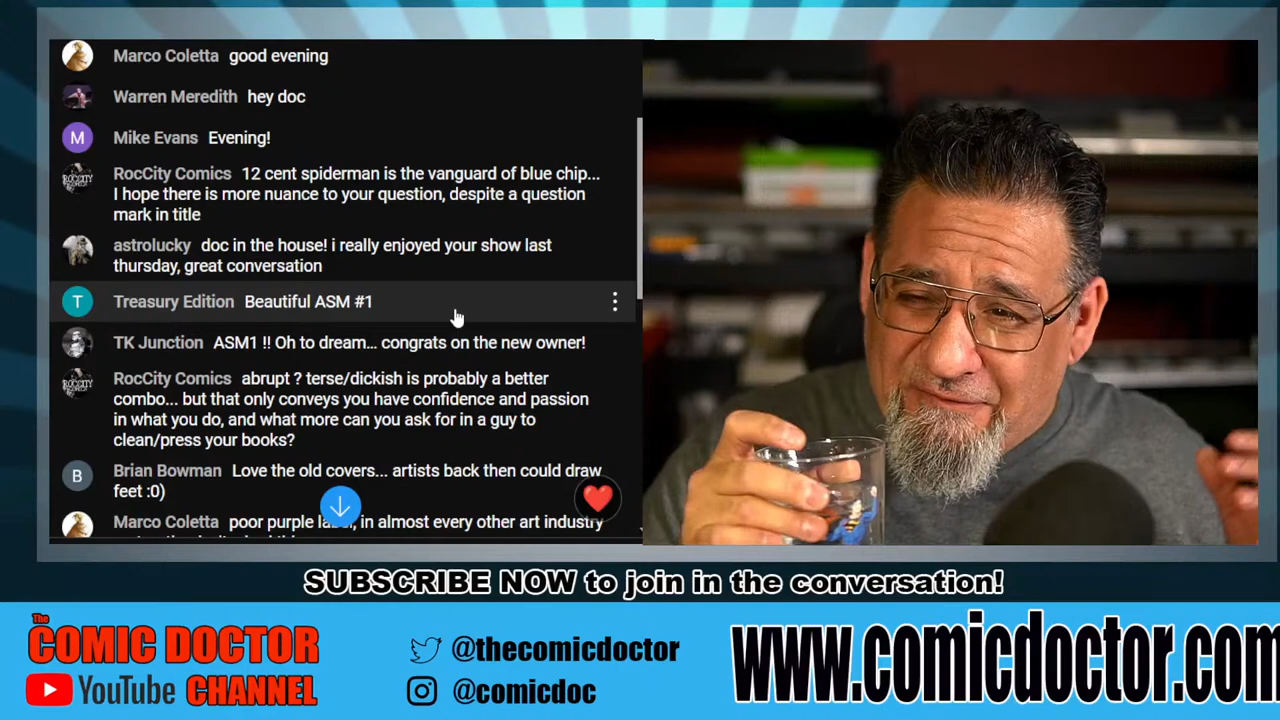 Marco Coletta good evening
Warren Meredith hey doc
M Mike Evans Evening!
RocCity Comics 12 cent spiderman is the vanguard of blue chip...
I hope there is more nuance to your question, despite a question
mark in title
astrolucky doc in the house! i really enjoyed your show last
thursday, great conversation
T Treasury Edition Beautiful ASM #1
TK Junction ASM1 !! Oh to dream... congrats on the new owner!
RocCity Comics abrupt ? terse/dickish is probably a better
combo... but that only conveys you have confidence and passion
in what you do, and what more can you ask for in a guy to
clean/press your books?
B Brian Bowman Love the old covers... artists back then could draw
feet :0)
Marco Coletta poor purple in almost every other art industry
SUBSCRIBE NOW to join in the conversation!
The
COMIC DOCTOR
YouTube CHANNEL
@thecomicdoctor
@comicdoc
www.comicdoctor.com